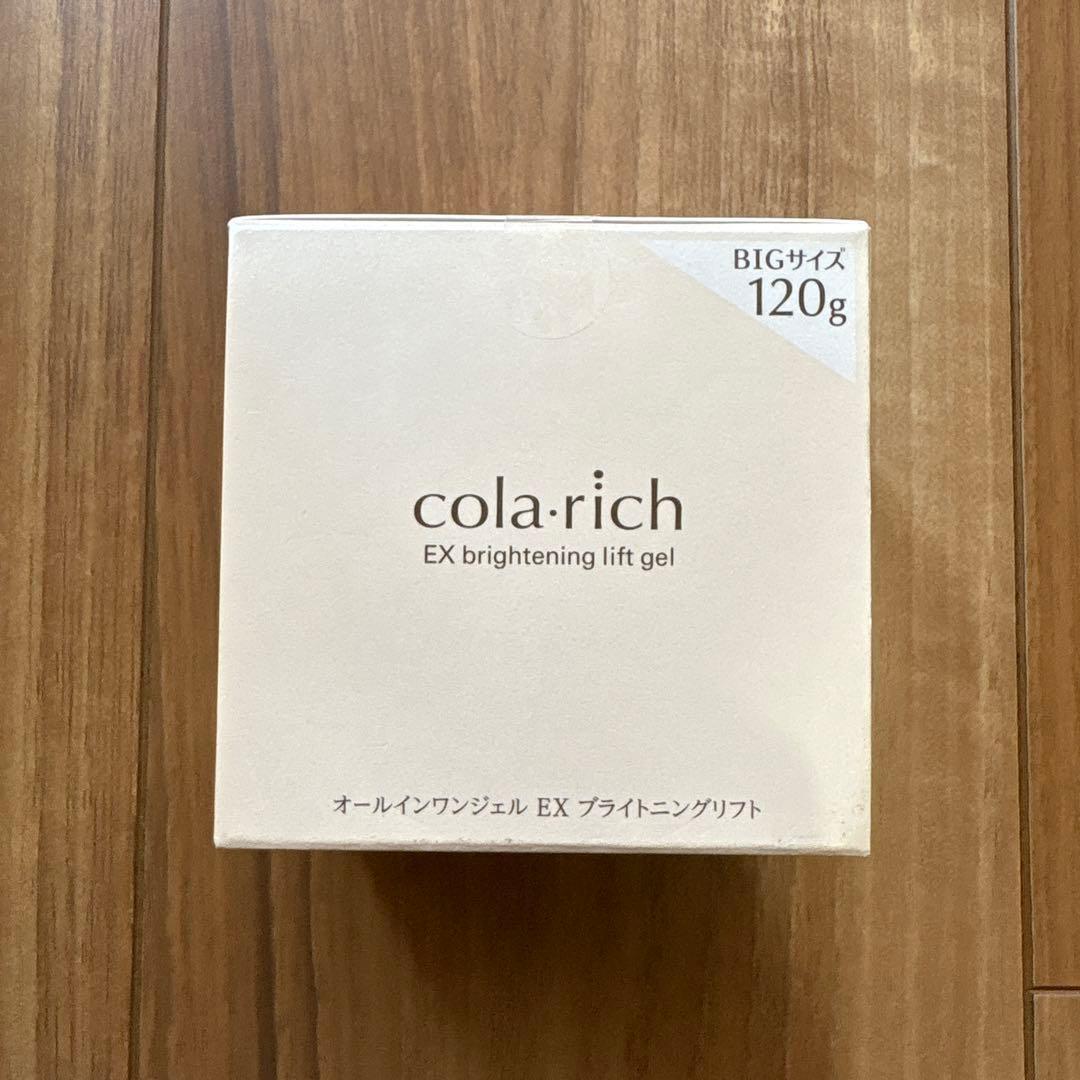 BIGサイズ
120g
cola·rich
EX brightening lift gel
オールインワンジェル EX ブライトニングリフト